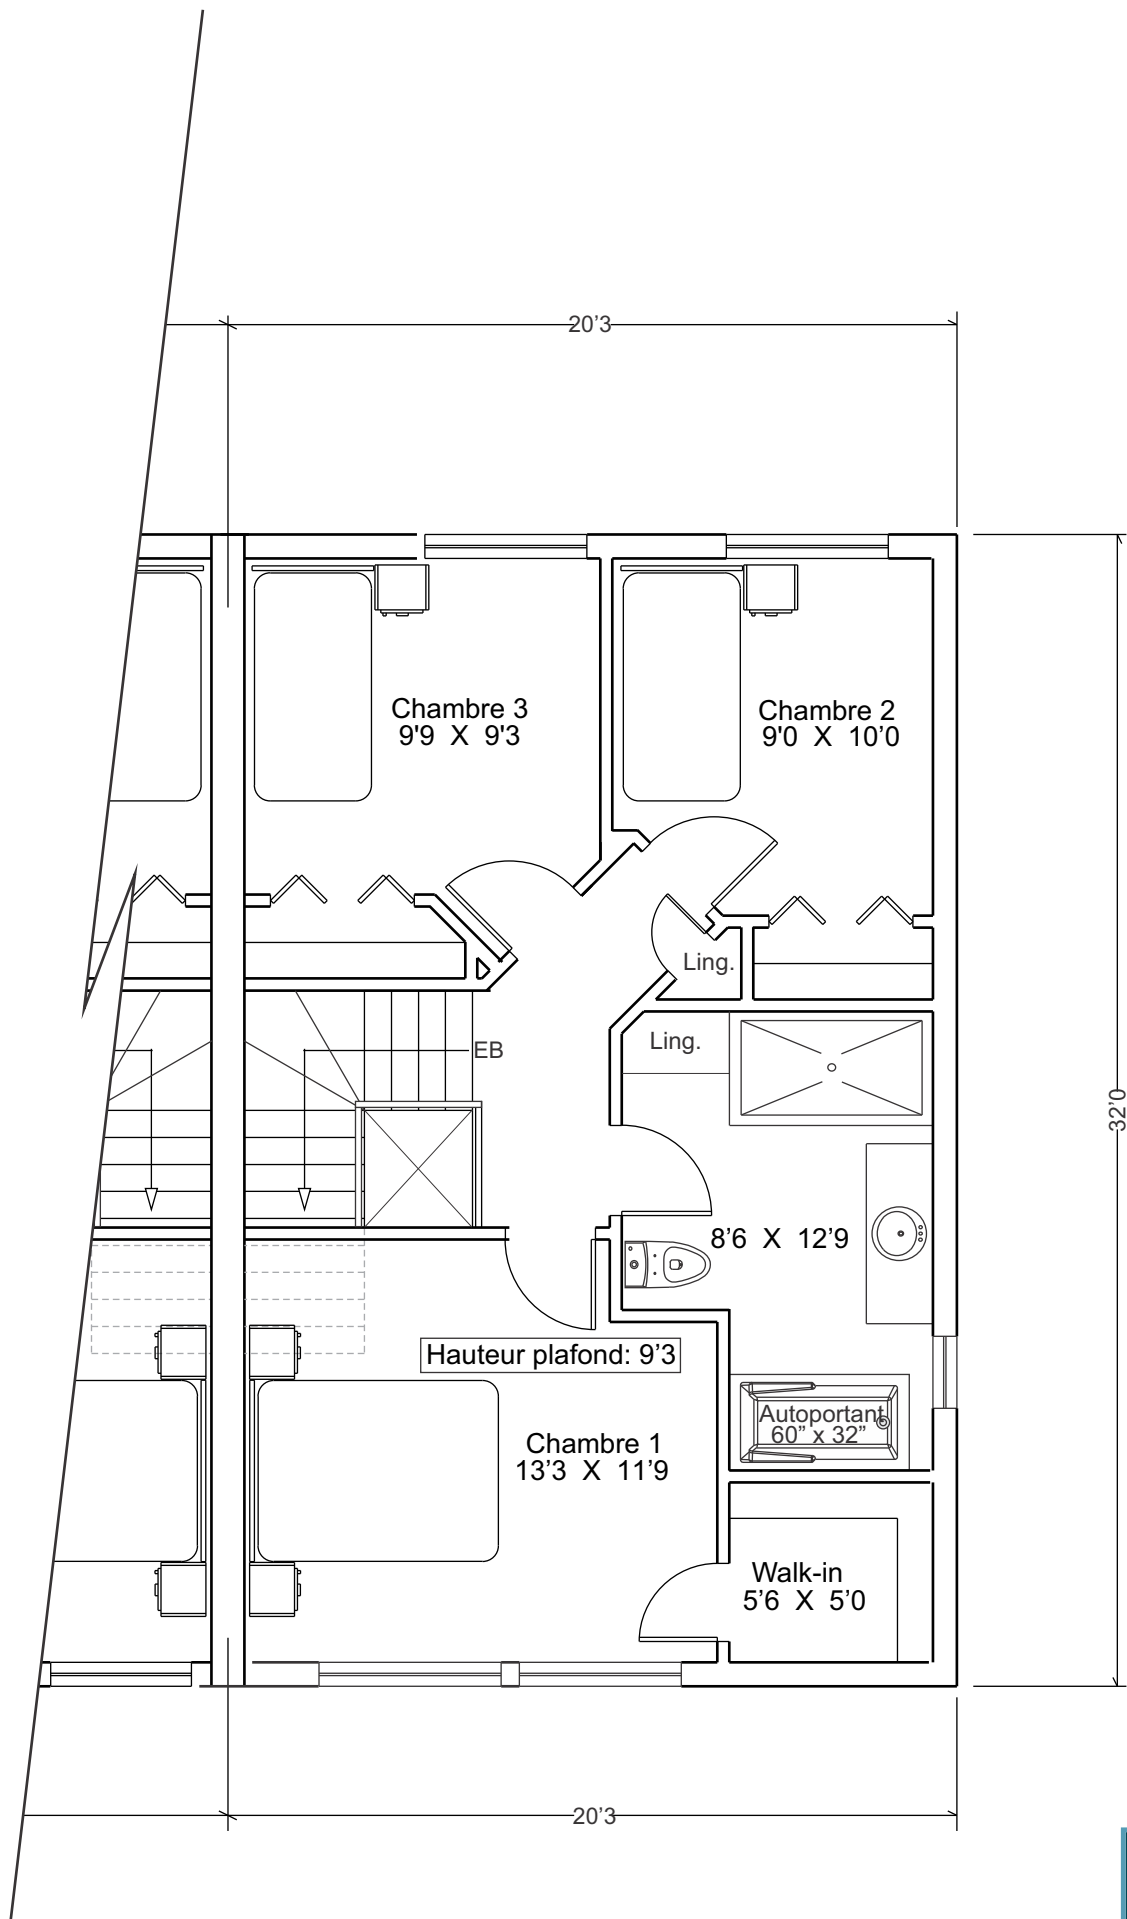 20'3
Chambre 3
9'9 X 9'3
Chambre 2
9'0 X 10'0
Ling.
Ling.
EB
32'0
8'6 X 12'9
Hauteur plafond: 9'3
Autoportant
60" x 32"
Chambre 1
13'3 X 11'9
Walk-in
5'6 X 5'0
20'3